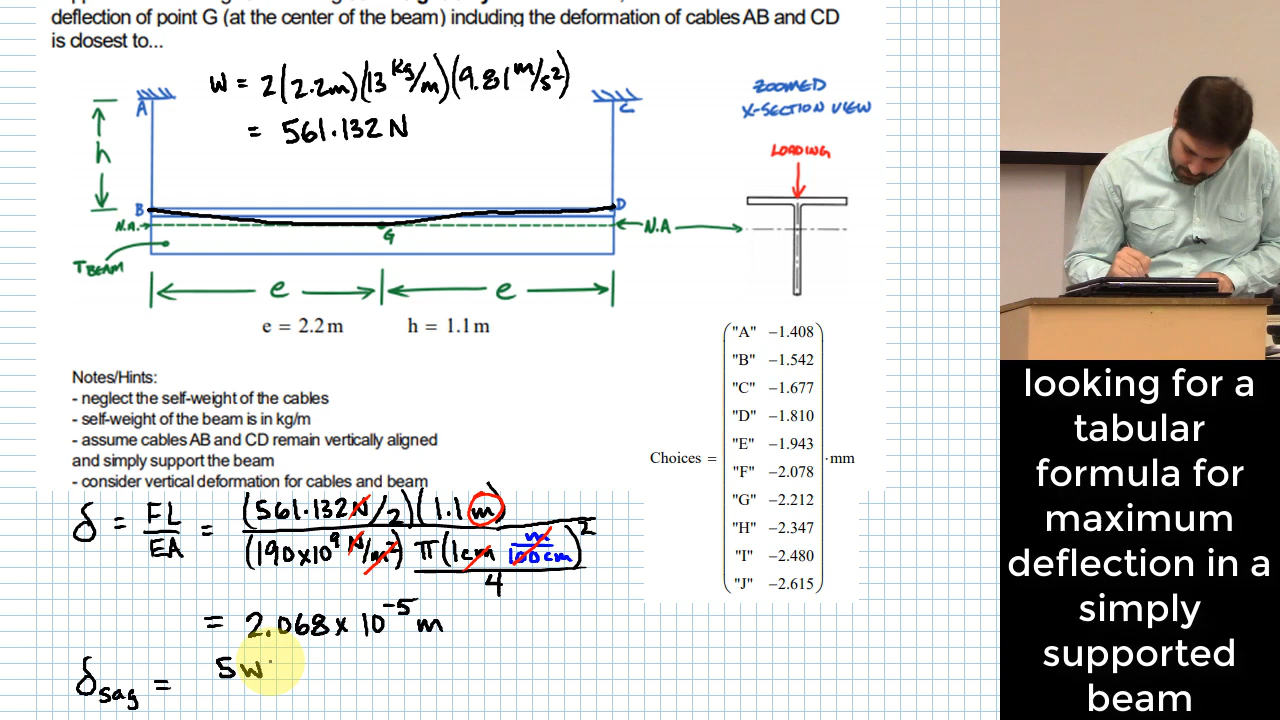 deflection of point G (at the center of the beam) including the deformation of cables AB and CD
is closest to...
W = 2(2.2m)(13 kg/m)(9.81 m/s²)
= 561.132 N
A
C
h
B
D
N.A.
G
N.A
T BEAM
e
e
e = 2.2 m h = 1.1 m
ZOOMED
X-SECTION VIEW
LOADING
Notes/Hints:
- neglect the self-weight of the cables
- self-weight of the beam is in kg/m
- assume cables AB and CD remain vertically aligned
and simply support the beam
- consider vertical deformation for cables and beam
Choices =
"A" −1.408
"B" −1.542
"C" −1.677
"D" −1.810
"E" −1.943
"F" −2.078
"G" −2.212
"H" −2.347
"I" −2.480
"J" −2.615
·mm
δ = FL/EA = (561.132 N/2)(1.1 m) / (190×10⁹ N/m²) π(1cm m/100cm)²/4
= 2.068 × 10⁻⁵ m
δsag = 5w
looking for a
tabular
formula for
maximum
deflection in a
simply
supported
beam